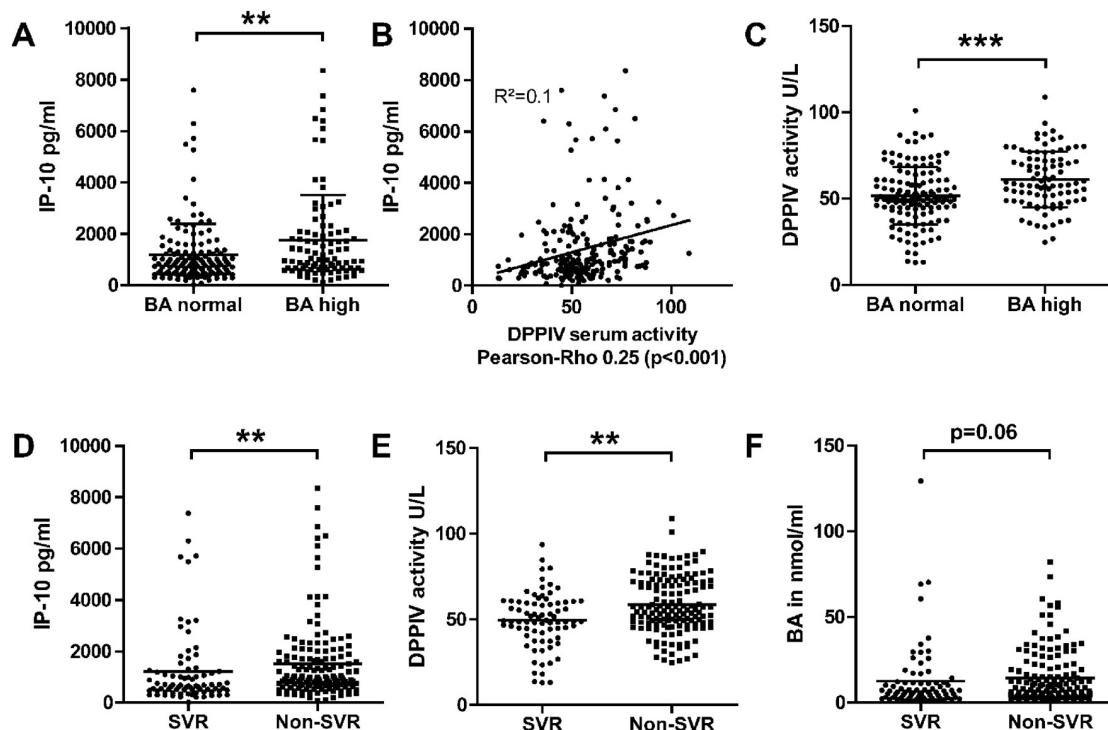 A
**
IP-10 pg/ml
10000
8000
6000
4000
2000
0
BA normal
BA high
B
IP-10 pg/ml
10000
8000
6000
4000
2000
0
R²=0.1
0
50
100
DPPIV serum activity
Pearson-Rho 0.25 (p<0.001)
C
***
DPPIV activity U/L
150
100
50
0
BA normal
BA high
D
**
IP-10 pg/ml
10000
8000
6000
4000
2000
0
SVR
Non-SVR
E
**
DPPIV activity U/L
150
100
50
0
SVR
Non-SVR
F
p=0.06
BA in nmol/ml
150
100
50
0
SVR
Non-SVR